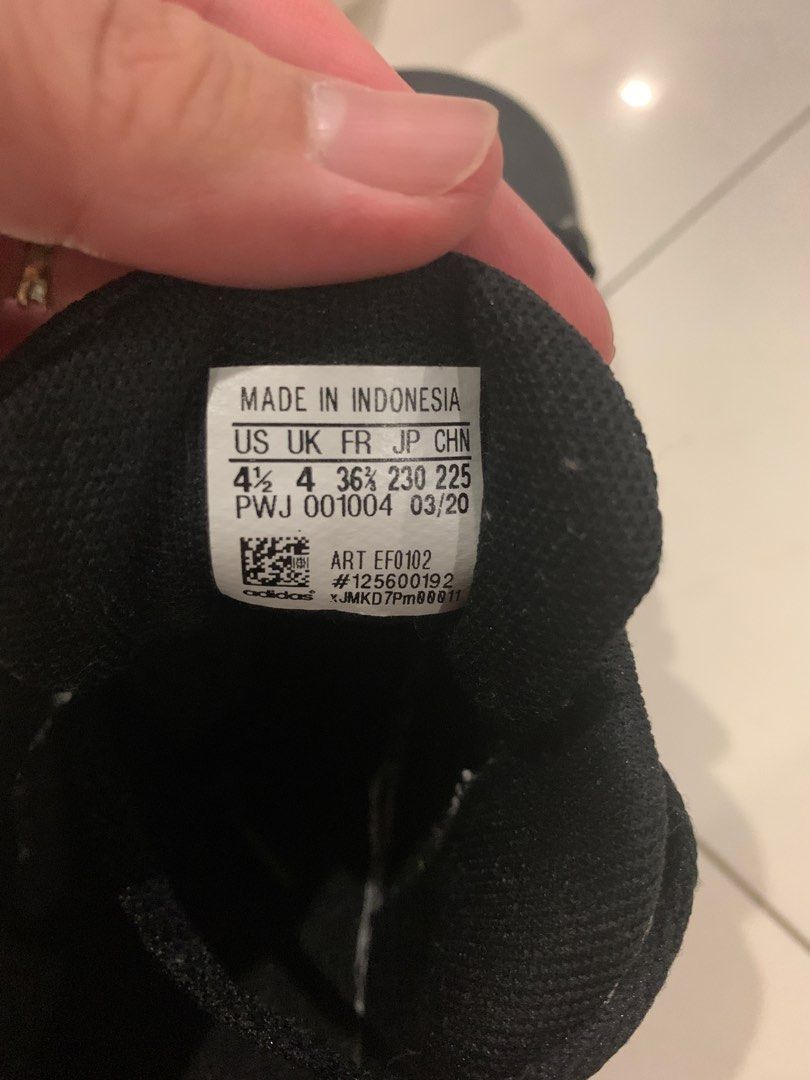 MADE IN INDONESIA
US UK FR JP CHN
4½ 4 36⅔ 230 225
PWJ 001004 03/20
ART EF0102
#125600192
adidas xJMKD7Pm00011